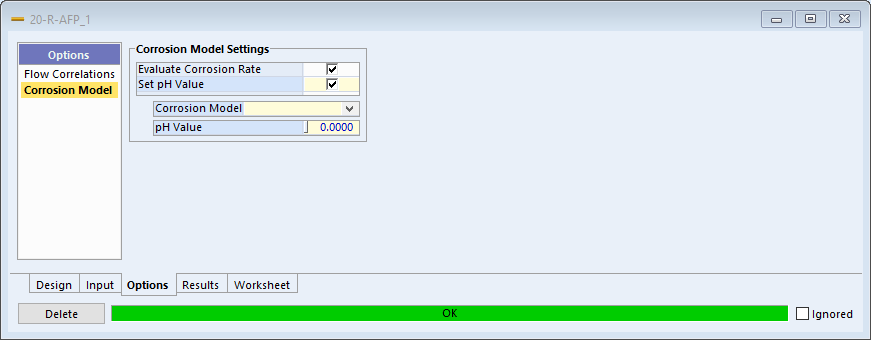 20-R-AFP_1
Options
Flow Correlations
Corrosion Model
Corrosion Model Settings
Evaluate Corrosion Rate
Set pH Value
Corrosion Model
pH Value 0.0000
Design Input Options Results Worksheet
Delete OK Ignored